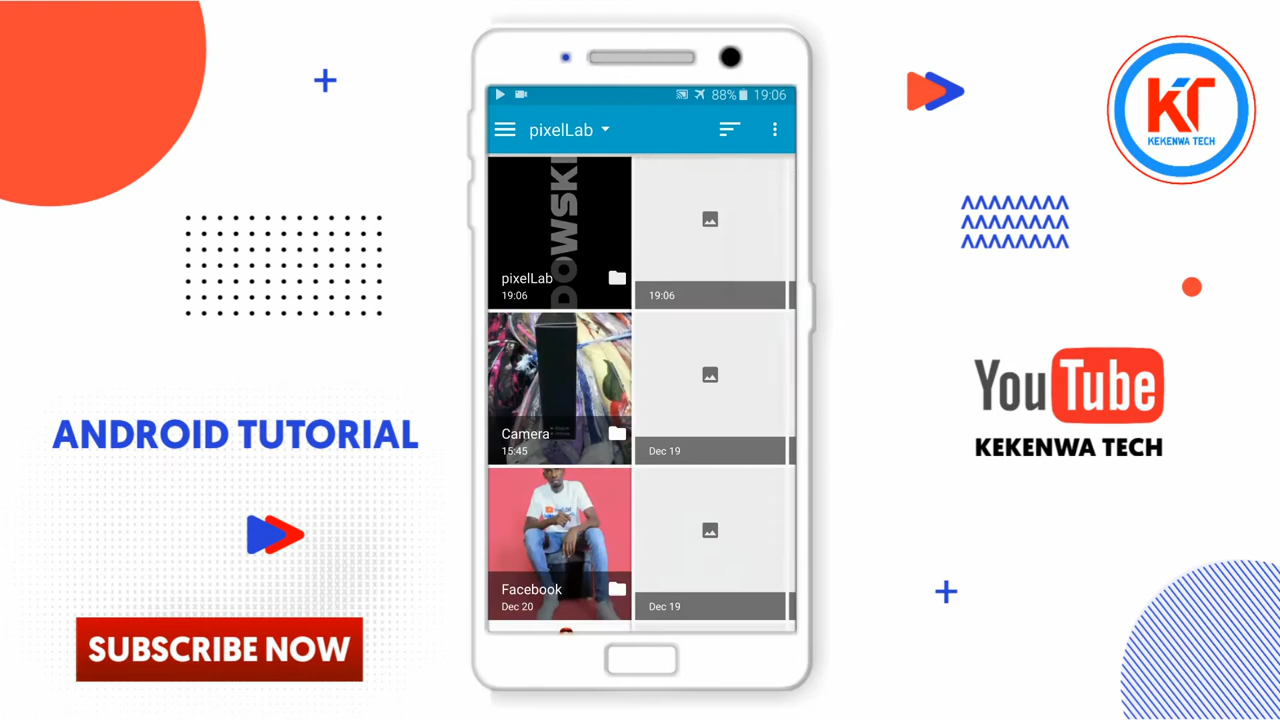 88% 19:06
pixelLab
DOWSKI
pixelLab
19:06
19:06
Camera
15:45
Dec 19
Facebook
Dec 20
Dec 19
ANDROID TUTORIAL
SUBSCRIBE NOW
KT
KEKENWA TECH
YouTube
KEKENWA TECH